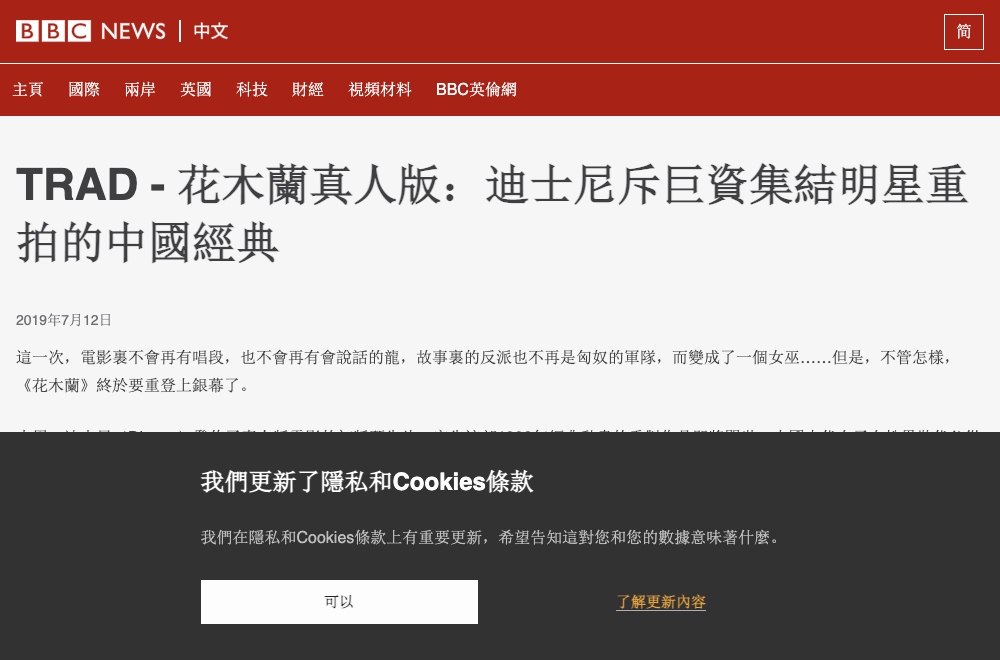 BBC NEWS 中文
简
主頁 國際 兩岸 英國 科技 財經 視頻材料 BBC英倫網
TRAD - 花木蘭真人版：迪士尼斥巨資集結明星重
拍的中國經典
2019年7月12日
這一次，電影裏不會再有唱段，也不會再有會說話的龍，故事裏的反派也不再是匈奴的軍隊，而變成了一個女巫……但是，不管怎樣，
《花木蘭》終於要重登上銀幕了。
我們更新了隱私和Cookies條款
我們在隱私和Cookies條款上有重要更新，希望告知這對您和您的數據意味著什麼。
可以
了解更新內容